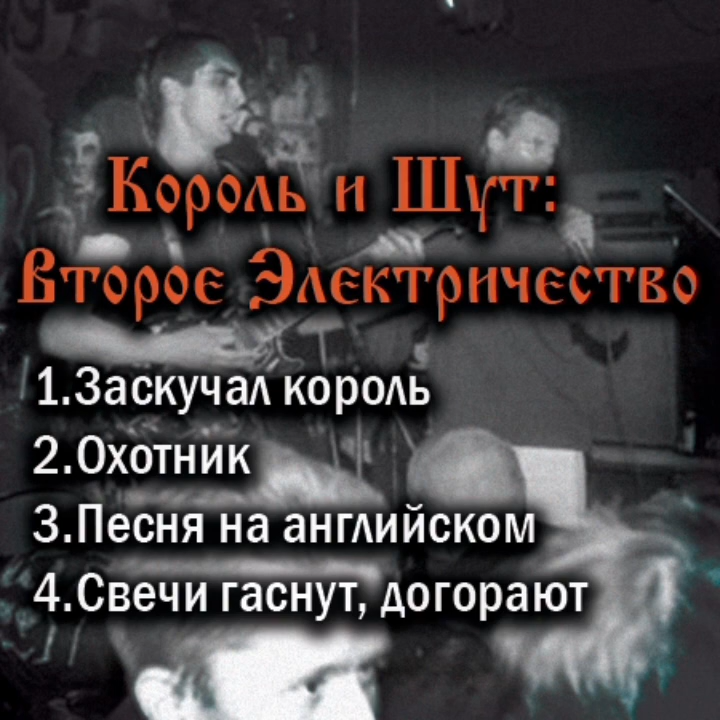 Король и Шут:
Второе Электричество
1.Заскучал король
2.Охотник
3.Песня на английском
4.Свечи гаснут, догорают